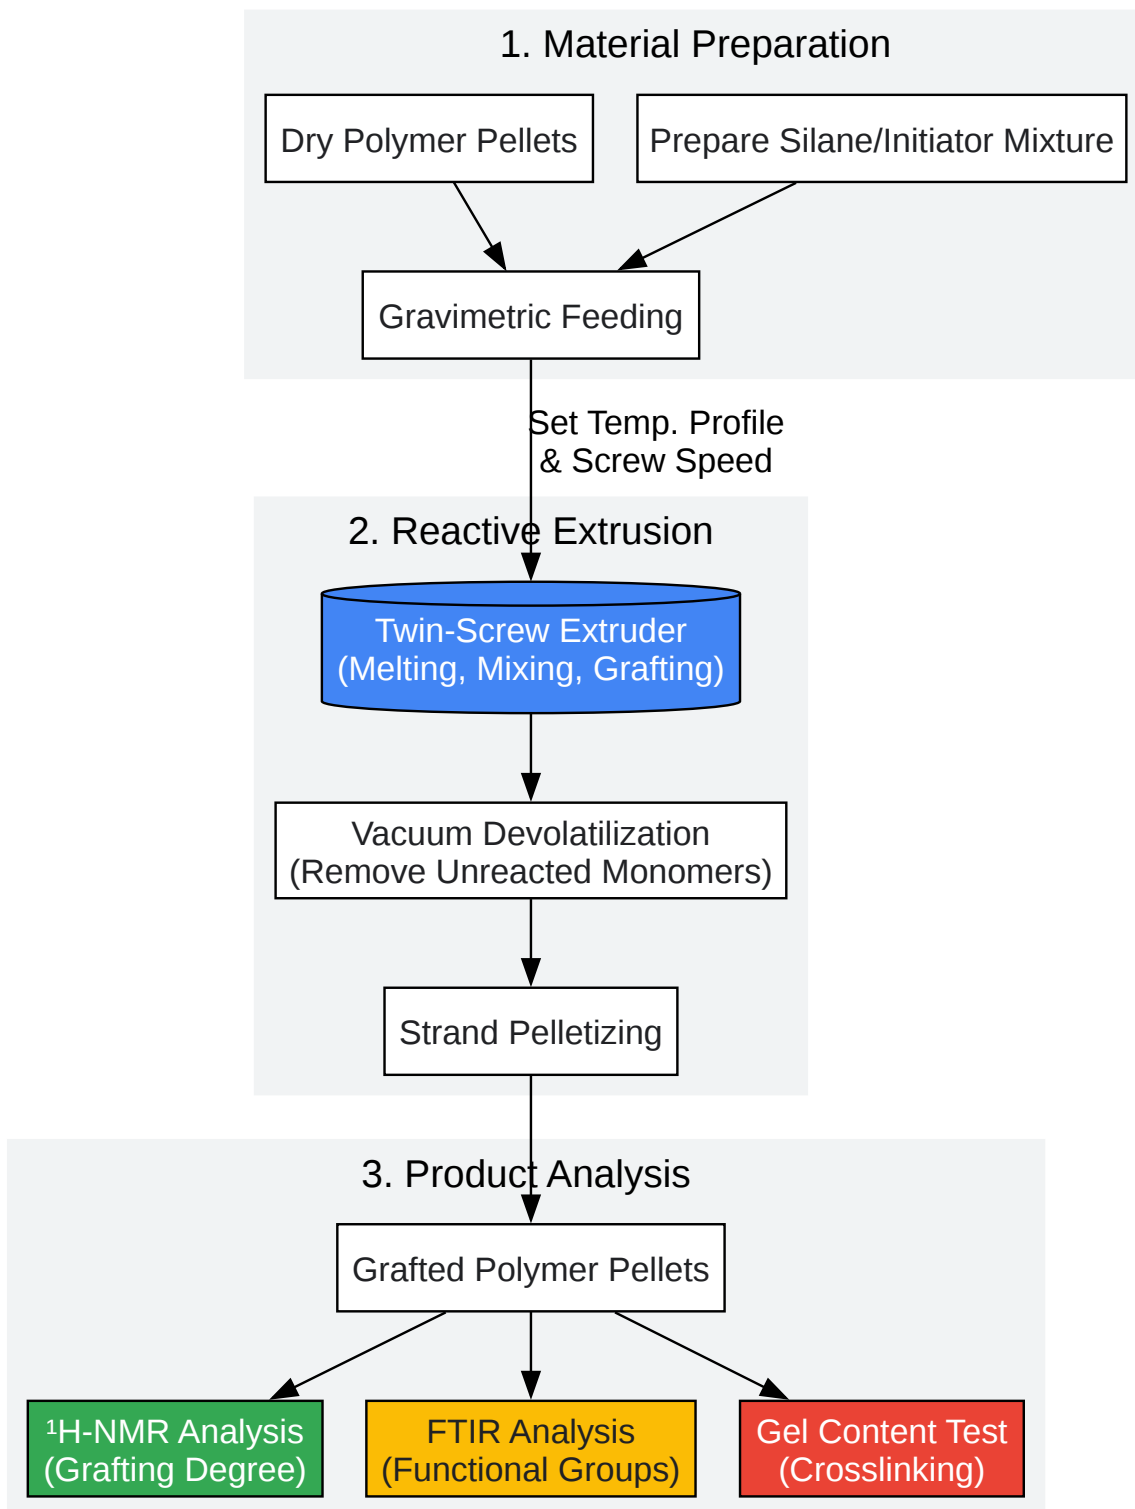 1. Material Preparation
Dry Polymer Pellets
Prepare Silane/Initiator Mixture
Gravimetric Feeding
Set Temp. Profile
& Screw Speed
2. Reactive Extrusion
Twin-Screw Extruder
(Melting, Mixing, Grafting)
Vacuum Devolatilization
(Remove Unreacted Monomers)
Strand Pelletizing
3. Product Analysis
Grafted Polymer Pellets
¹H-NMR Analysis
(Grafting Degree)
FTIR Analysis
(Functional Groups)
Gel Content Test
(Crosslinking)